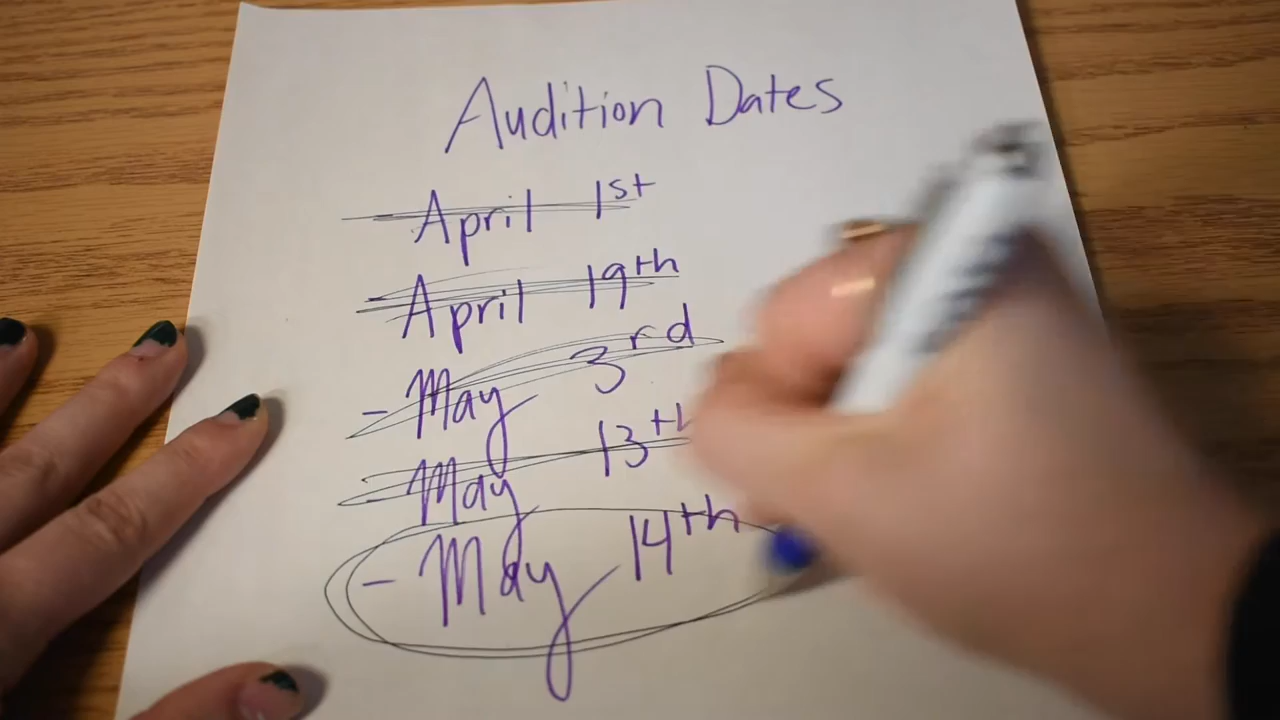 Audition Dates
- April 1st
- April 19th
- May 3rd
- May 13th
- May 14th